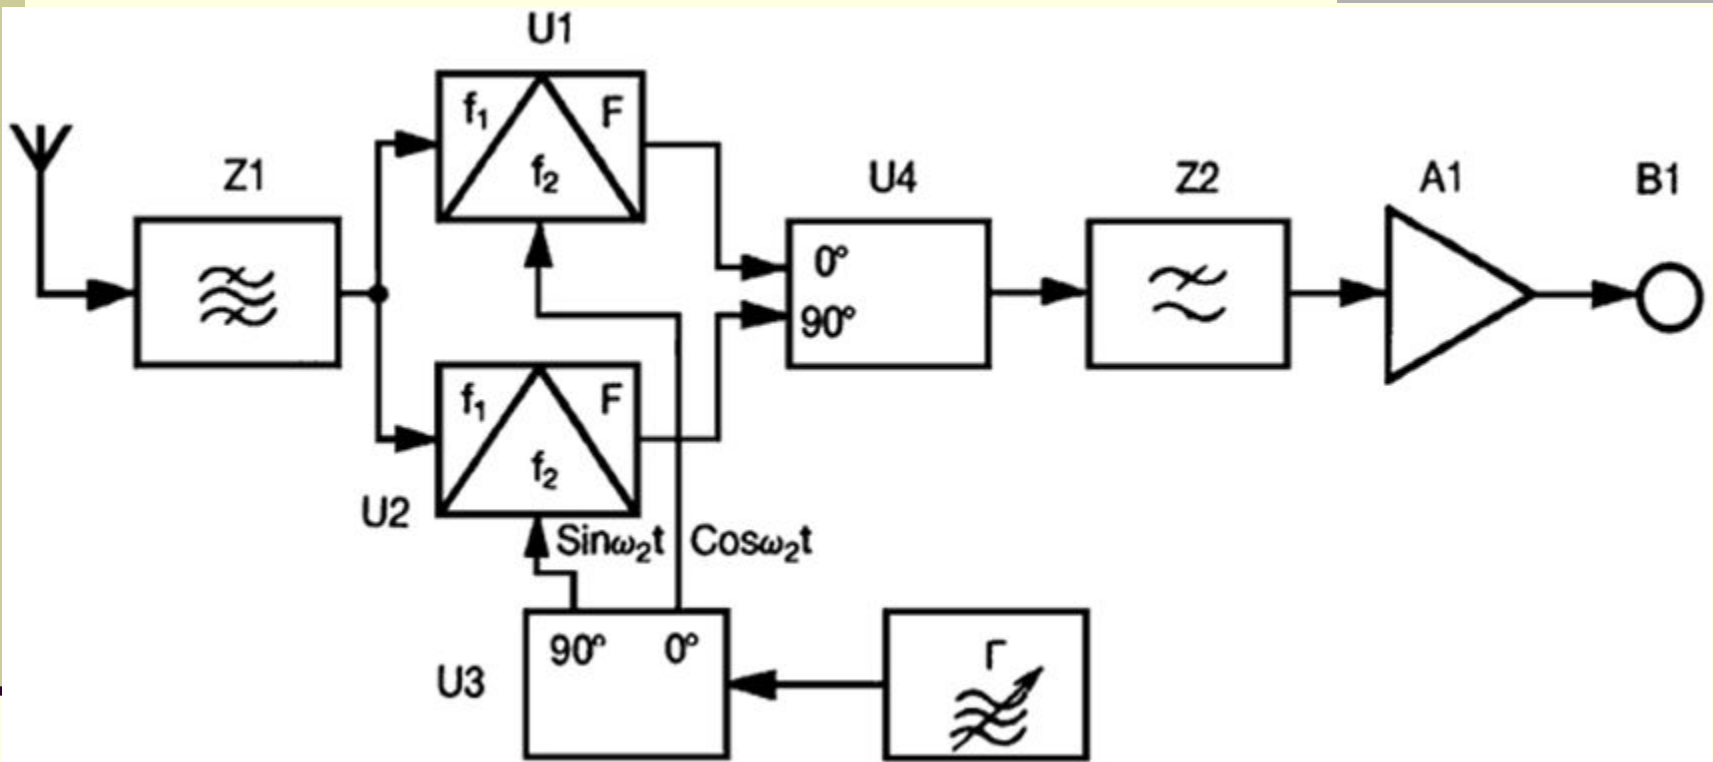 U1
f₁ F
f₂
Z1
U4
Z2
A1
B1
0°
90°
f₁ F
f₂
U2
Sinω₂t Cosω₂t
90° 0°
U3
Г